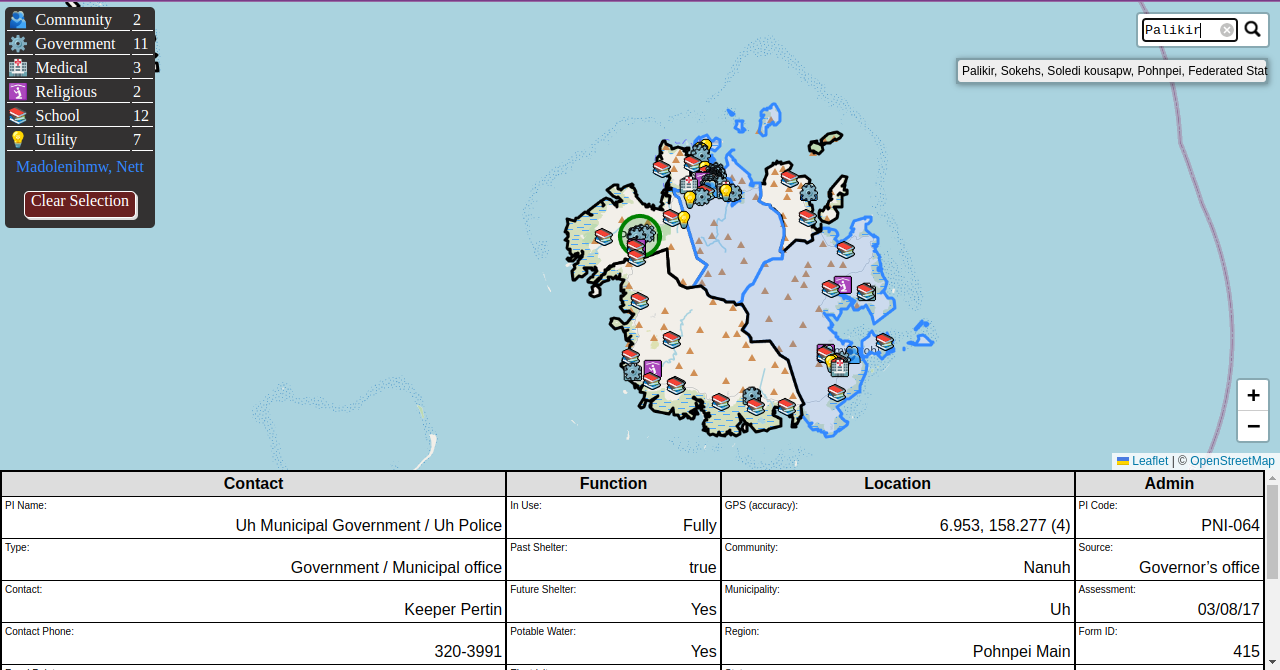 Community 2
Government 11
Medical 3
Religious 2
School 12
Utility 7
Madolenihmw, Nett
Clear Selection
Palikir
Palikir, Sokehs, Soledi kousapw, Pohnpei, Federated Stat
+
−
Leaflet | © OpenStreetMap
Contact Function Location Admin
PI Name: In Use: GPS (accuracy): PI Code:
Uh Municipal Government / Uh Police Fully 6.953, 158.277 (4) PNI-064
Type: Past Shelter: Community: Source:
Government / Municipal office true Nanuh Governor’s office
Contact: Future Shelter: Municipality: Assessment:
Keeper Pertin Yes Uh 03/08/17
Contact Phone: Potable Water: Region: Form ID:
320-3991 Yes Pohnpei Main 415